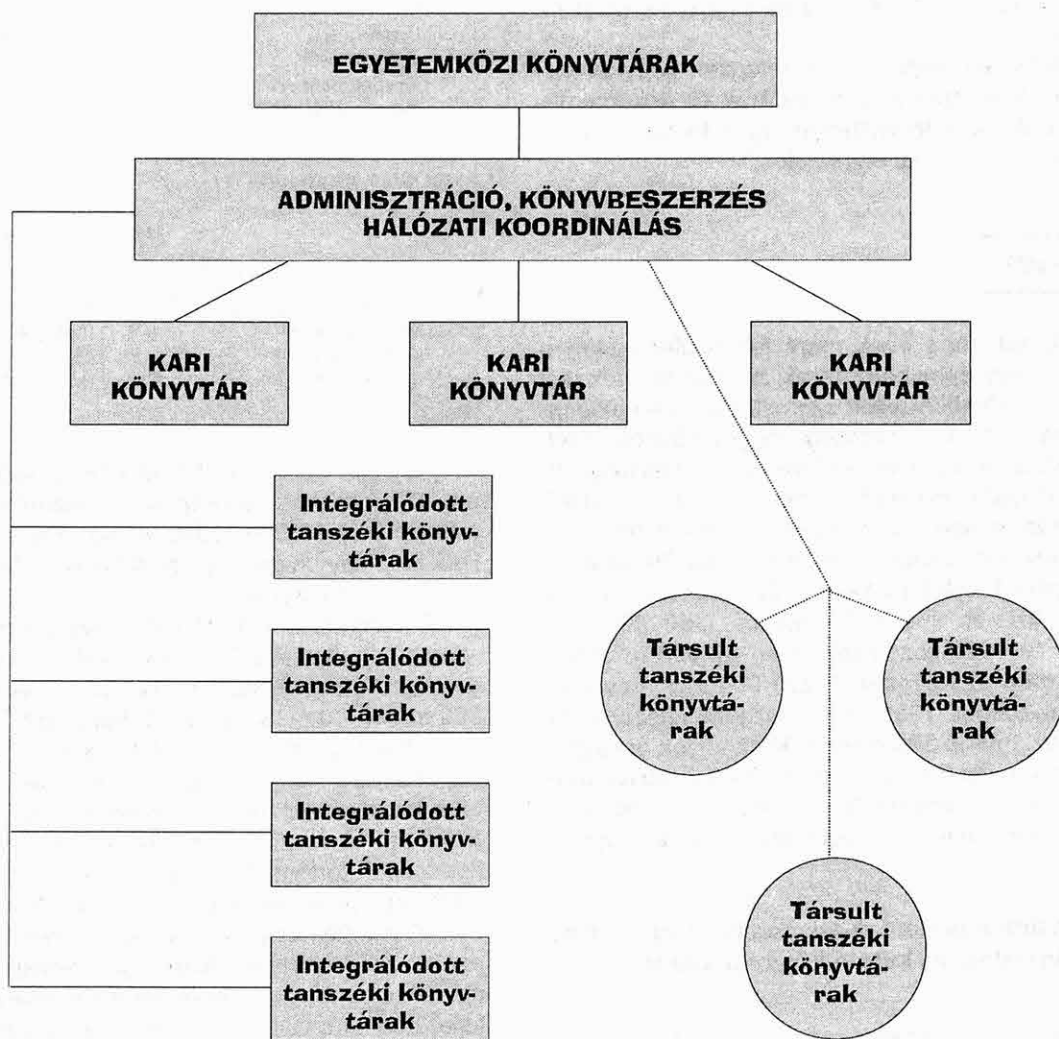 EGYETEMKÖZI KÖNYVTÁRAK
ADMINISZTRÁCIÓ, KÖNYVBESZERZÉS
HÁLÓZATI KOORDINÁLÁS
KARI
KÖNYVTÁR
KARI
KÖNYVTÁR
KARI
KÖNYVTÁR
Integrálódott
tanszéki könyv-
tárak
Integrálódott
tanszéki könyv-
tárak
Integrálódott
tanszéki könyv-
tárak
Integrálódott
tanszéki könyv-
tárak
Társult
tanszéki
könyvtá-
rak
Társult
tanszéki
könyvtá-
rak
Társult
tanszéki
könyvtá-
rak